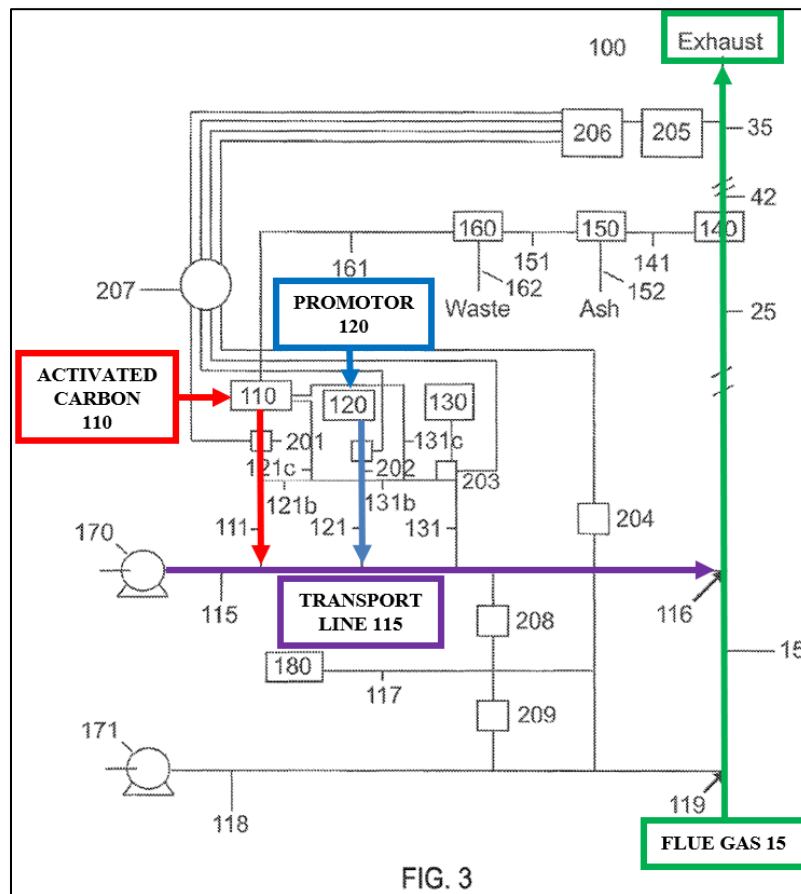 100
Exhaust
206
205
35
42
160
150
140
161
151
141
162
152
207
Waste
Ash
25
PROMOTOR
120
ACTIVATED
CARBON
110
110
120
130
201
131c
121c
202
203
121b
131b
204
111
121
131
170
115
TRANSPORT
LINE 115
208
116
180
117
15
209
171
118
119
FLUE GAS 15
FIG. 3